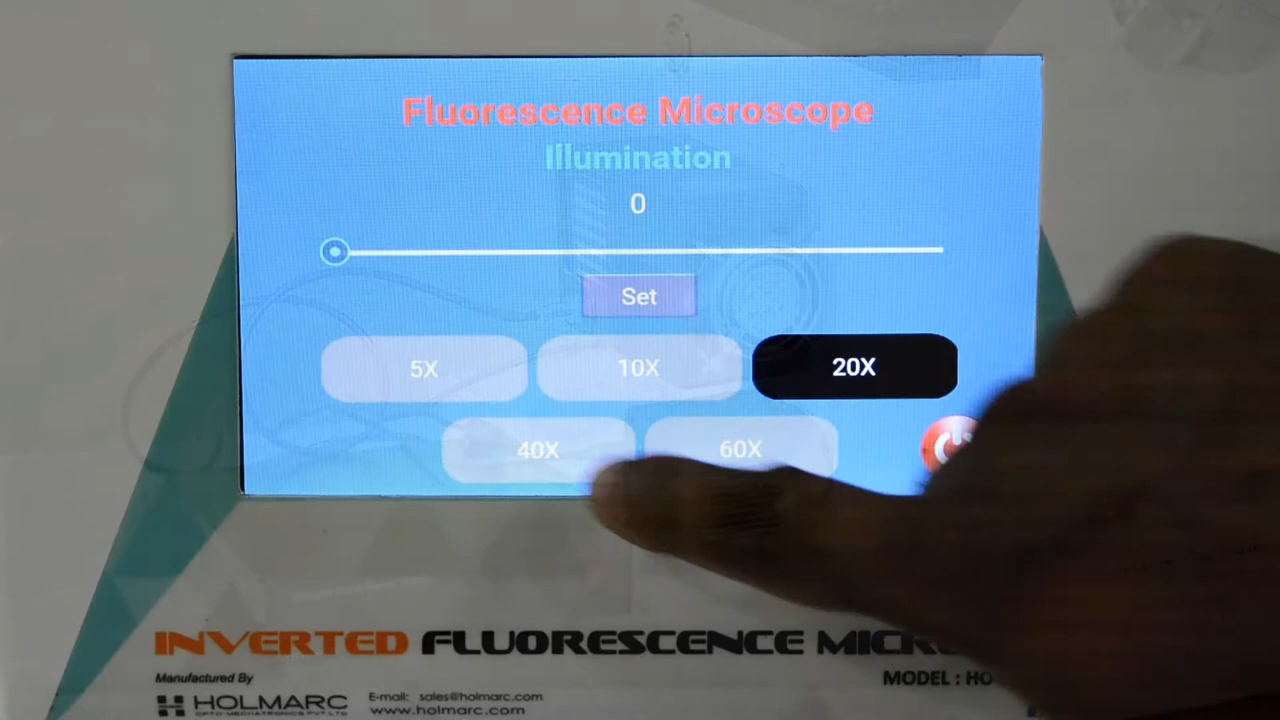 Fluorescence Microscope
Illumination
0
Set
5X 10X 20X
40X 60X
INVERTED FLUORESCENCE
MODEL : HO
Manufactured By
HOLMARC
OPTO-MECHATRONICS PVT LTD
E-mail: sales@holmarc.com
www.holmarc.com